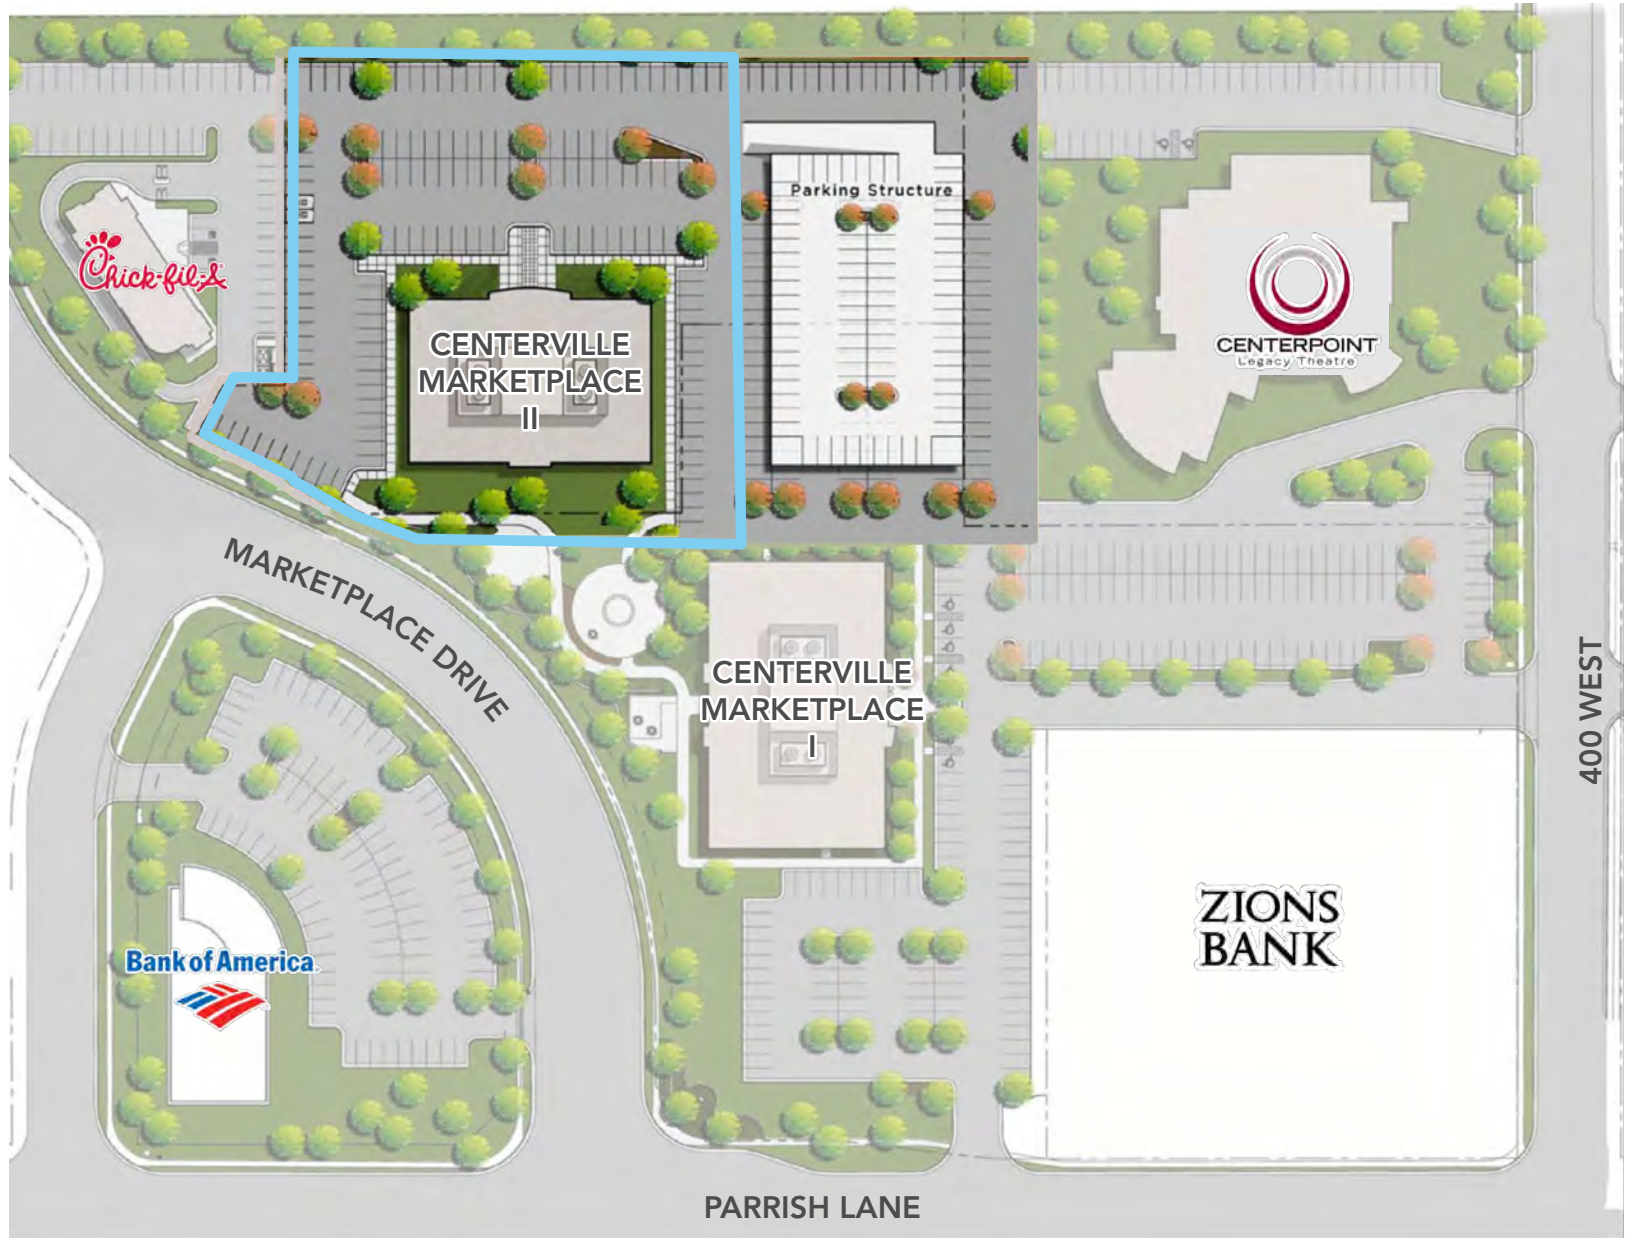 Parking Structure
Chick-fil-A
CENTERVILLE
MARKETPLACE
II
CENTERPOINT
Legacy Theatre
MARKETPLACE DRIVE
CENTERVILLE
MARKETPLACE
I
400 WEST
ZIONS
BANK
Bank of America
PARRISH LANE